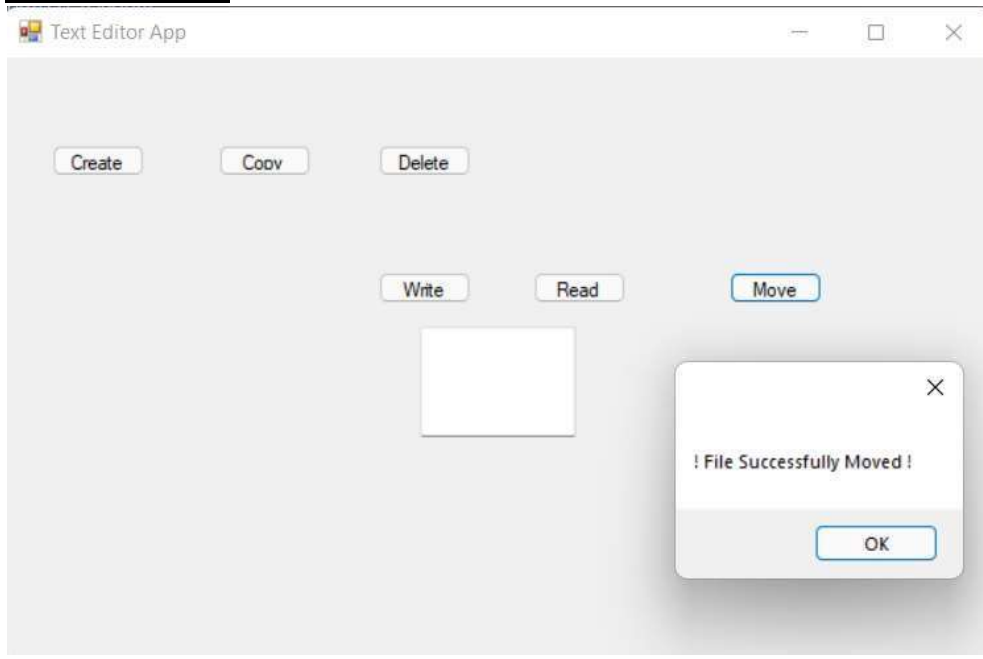 Text Editor App
Create Copy Delete
Write Read Move
! File Successfully Moved !
OK